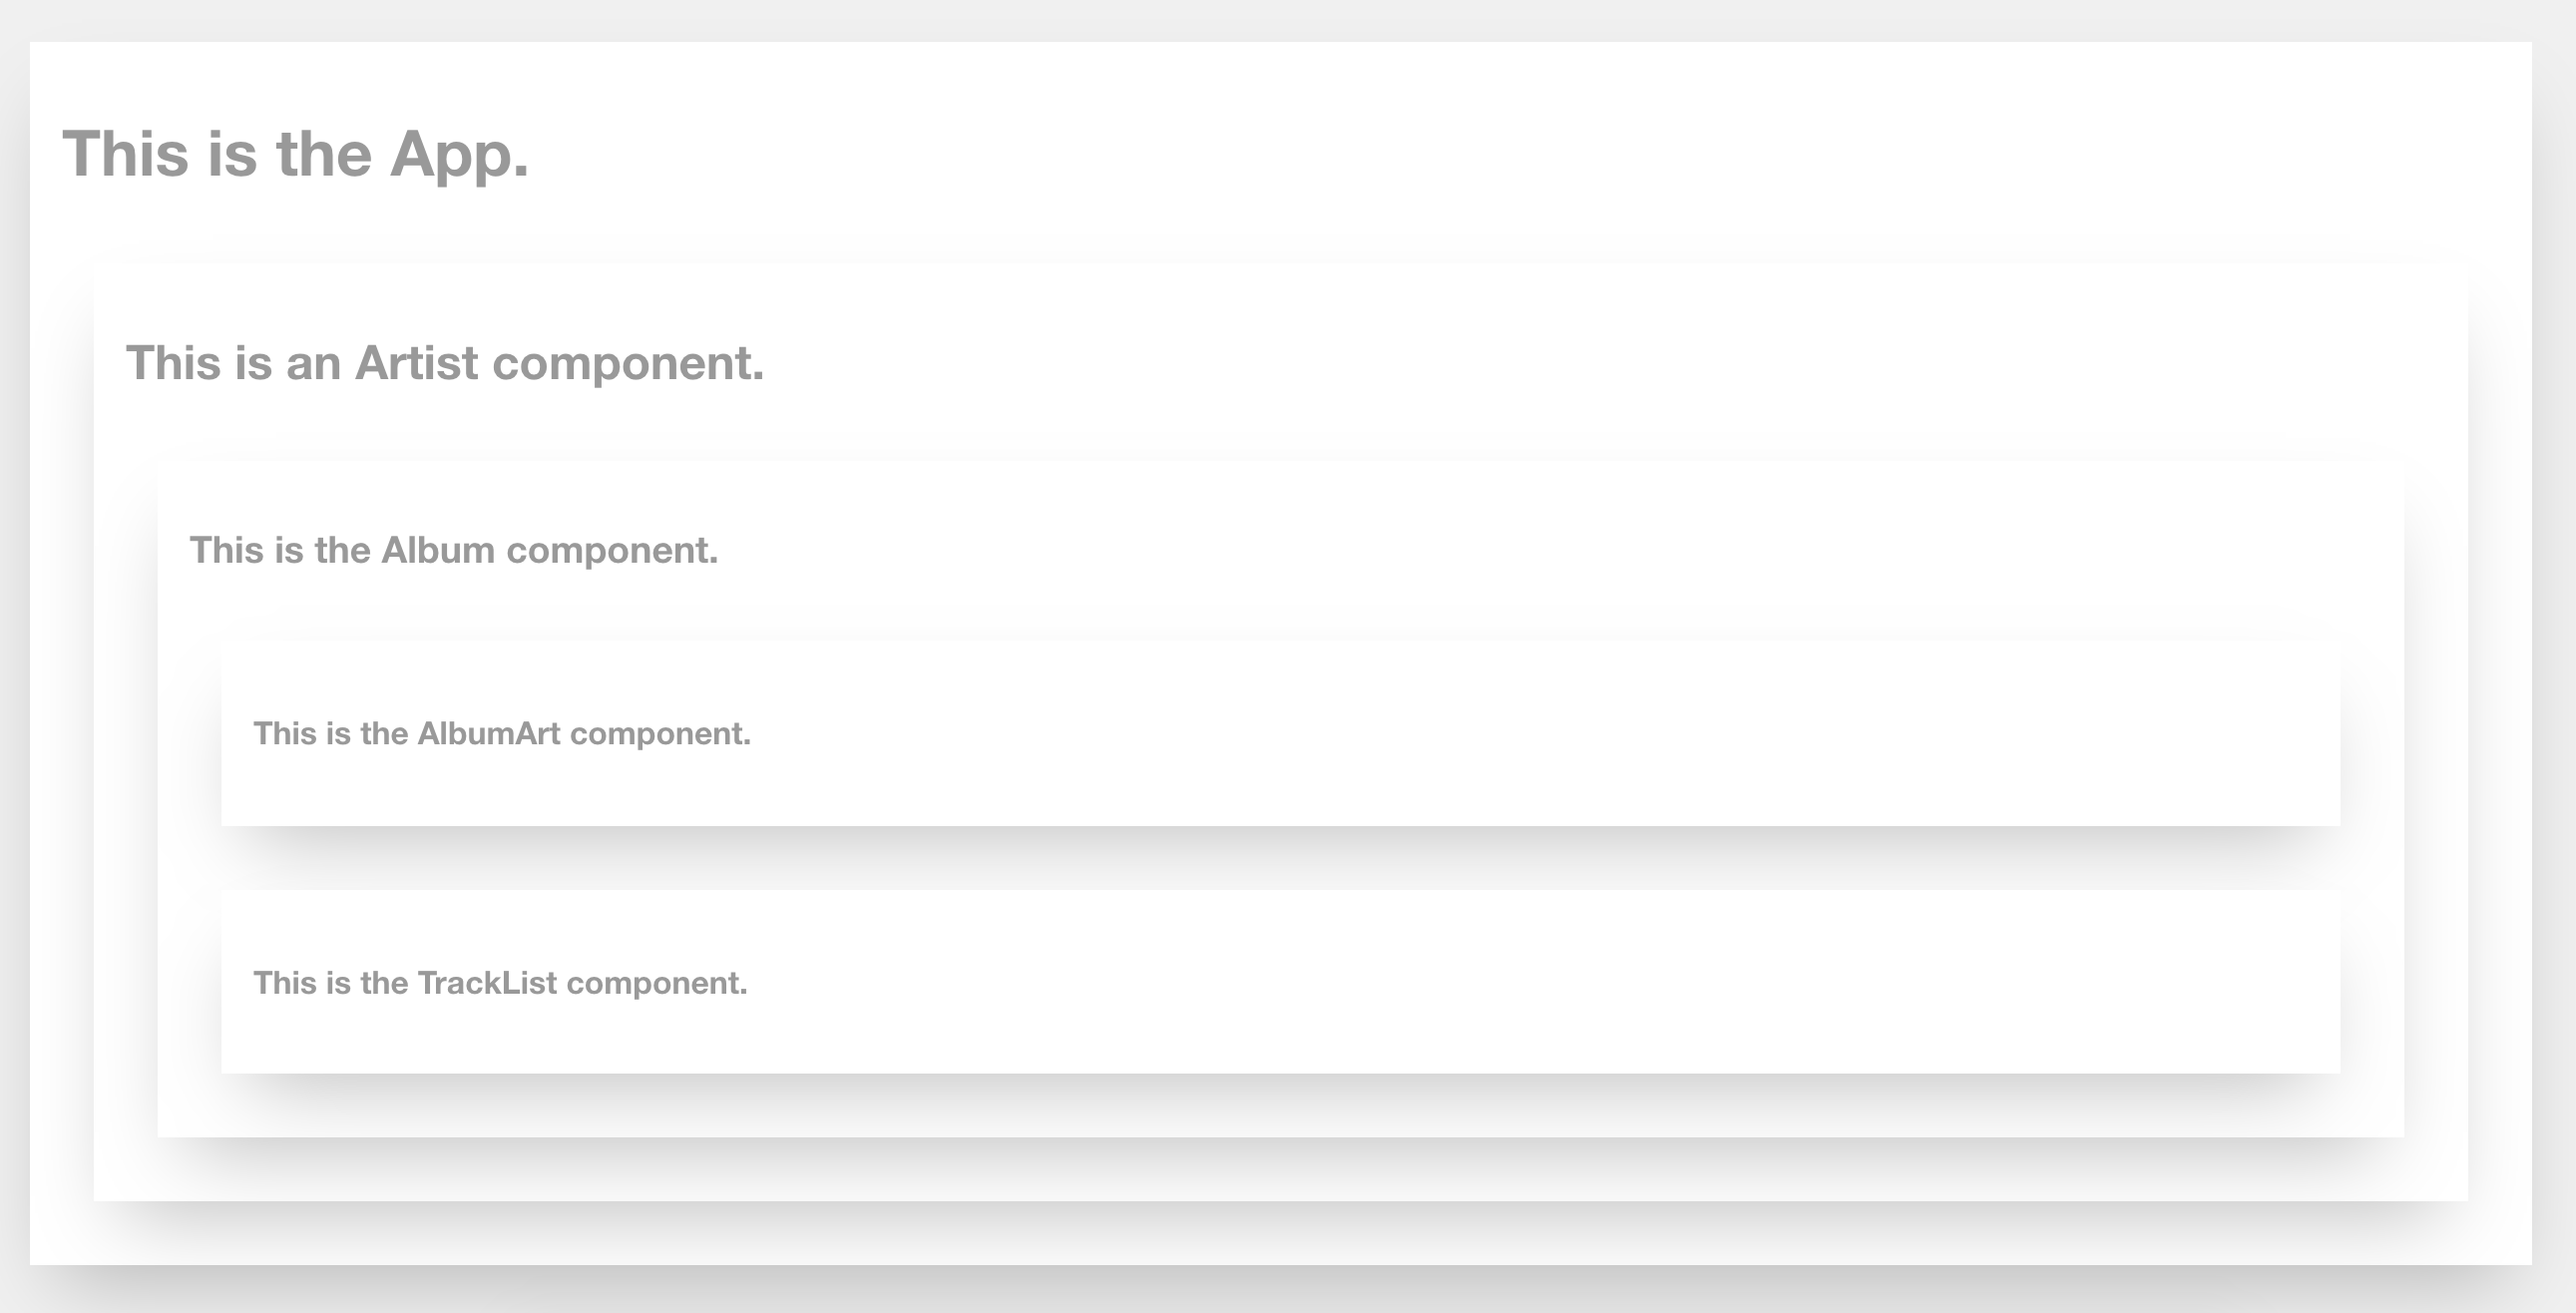 This is the App.
This is an Artist component.
This is the Album component.
This is the AlbumArt component.
This is the TrackList component.